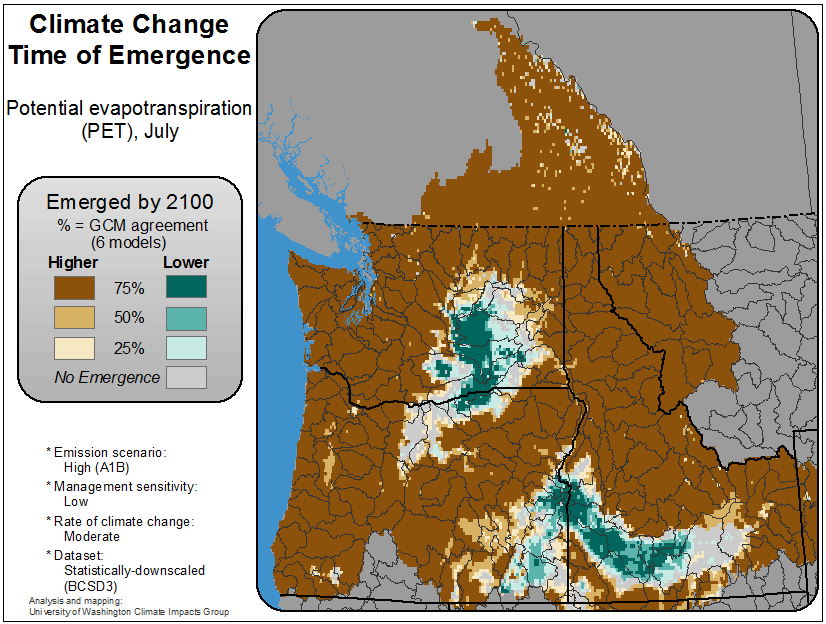 Climate Change
Time of Emergence
Potential evapotranspiration
(PET), July
Emerged by 2100
% = GCM agreement
(6 models)
Higher Lower
75%
50%
25%
No Emergence
* Emission scenario:
High (A1B)
* Management sensitivity:
Low
* Rate of climate change:
Moderate
* Dataset:
Statistically-downscaled
(BCSD3)
Analysis and mapping:
University of Washington Climate Impacts Group